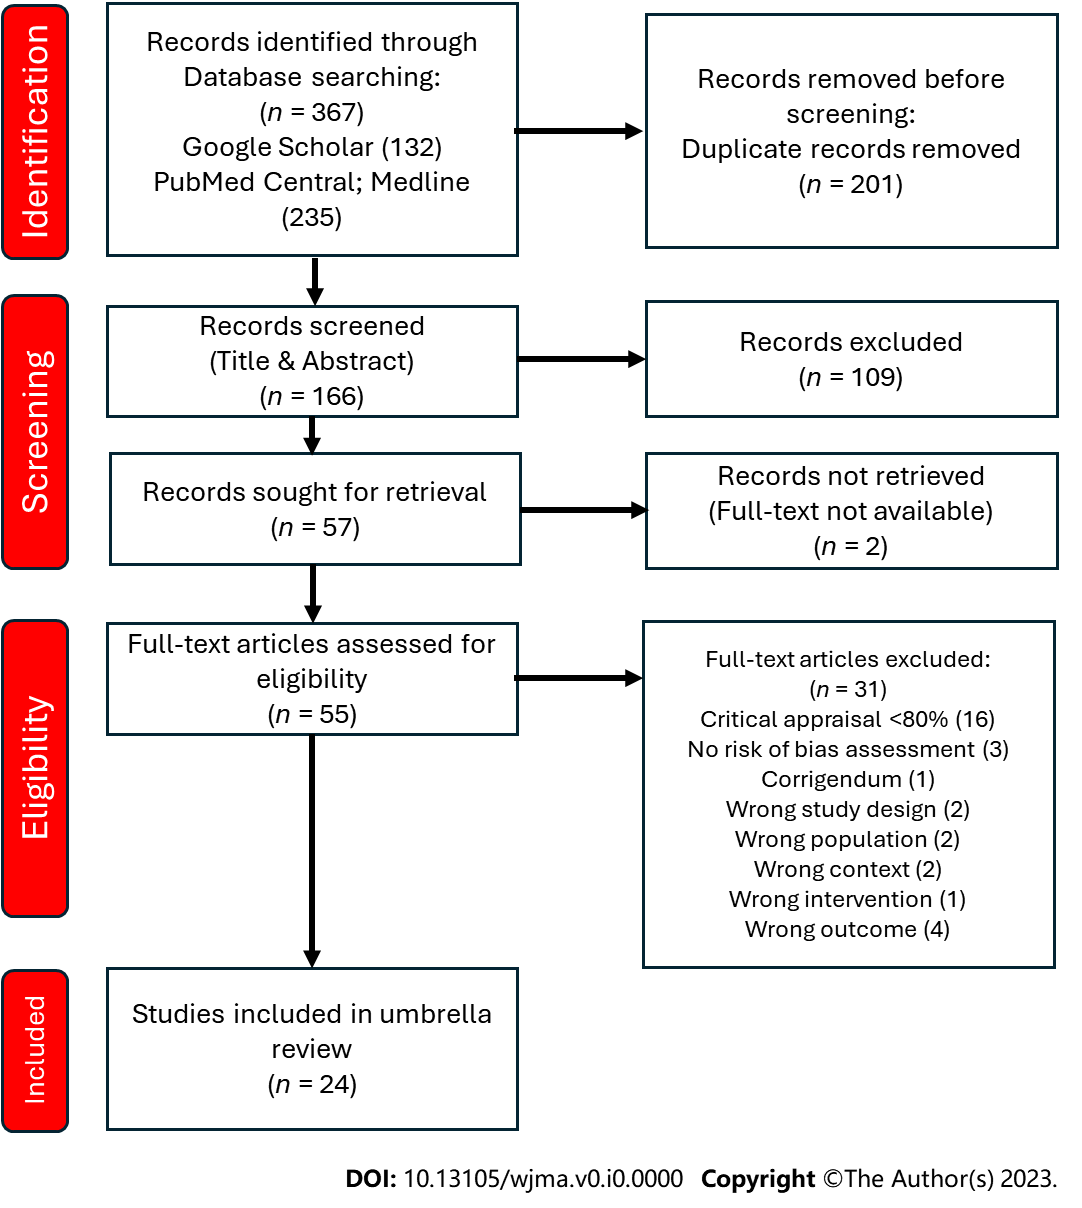 Identification
Records identified through
Database searching:
(n = 367)
Google Scholar (132)
PubMed Central; Medline
(235)
Records removed before
screening:
Duplicate records removed
(n = 201)
Screening
Records screened
(Title & Abstract)
(n = 166)
Records excluded
(n = 109)
Records sought for retrieval
(n = 57)
Records not retrieved
(Full-text not available)
(n = 2)
Eligibility
Full-text articles assessed for
eligibility
(n = 55)
Full-text articles excluded:
(n = 31)
Critical appraisal <80% (16)
No risk of bias assessment (3)
Corrigendum (1)
Wrong study design (2)
Wrong population (2)
Wrong context (2)
Wrong intervention (1)
Wrong outcome (4)
Included
Studies included in umbrella
review
(n = 24)
DOI: 10.13105/wjma.v0.i0.0000 Copyright ©The Author(s) 2023.